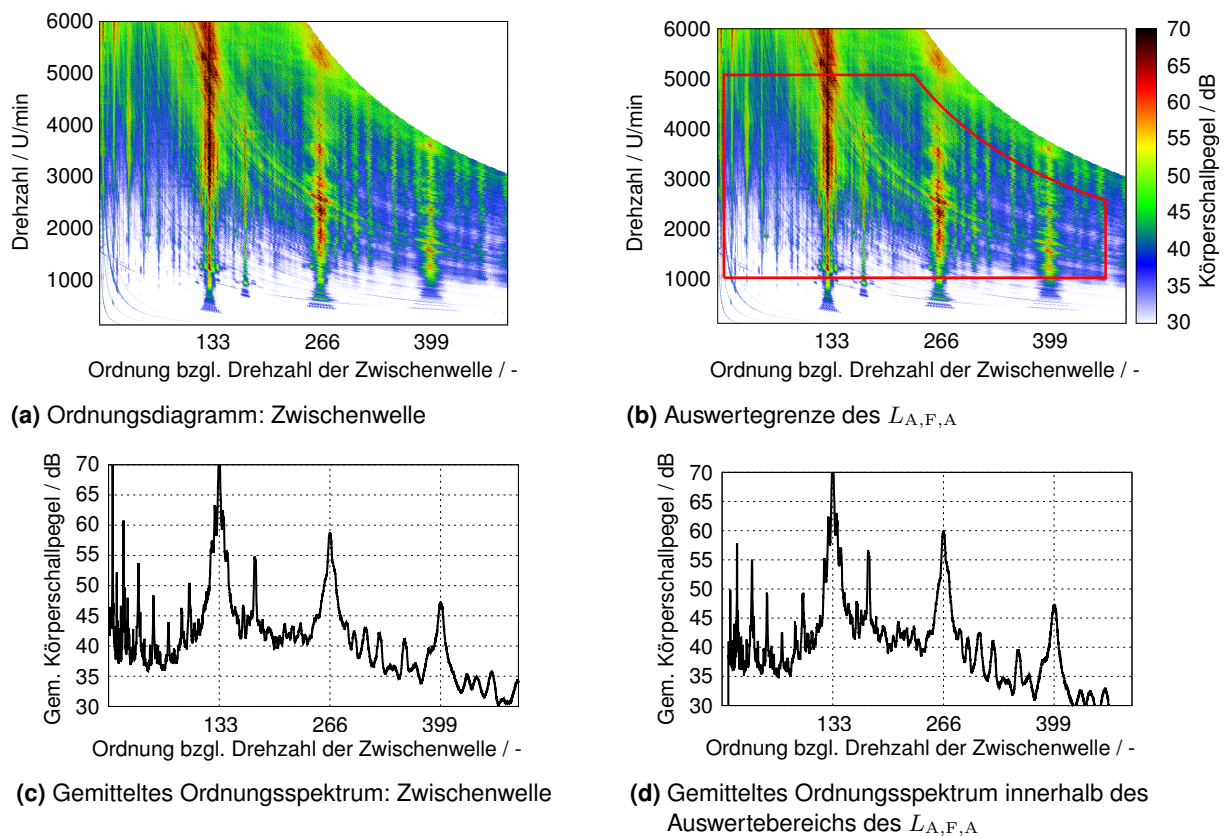 6000
5000
4000
3000
2000
1000
Drehzahl / U/min
133 266 399
Ordnung bzgl. Drehzahl der Zwischenwelle / -
(a) Ordnungsdiagramm: Zwischenwelle
6000
5000
4000
3000
2000
1000
Drehzahl / U/min
133 266 399
Ordnung bzgl. Drehzahl der Zwischenwelle / -
70
65
60
55
50
45
40
35
30
Körperschallpegel / dB
(b) Auswertegrenze des L_A,F,A
70
65
60
55
50
45
40
35
30
Gem. Körperschallpegel / dB
133 266 399
Ordnung bzgl. Drehzahl der Zwischenwelle / -
(c) Gemitteltes Ordnungsspektrum: Zwischenwelle
70
65
60
55
50
45
40
35
30
Gem. Körperschallpegel / dB
133 266 399
Ordnung bzgl. Drehzahl der Zwischenwelle / -
(d) Gemitteltes Ordnungsspektrum innerhalb des
Auswertebereichs des L_A,F,A